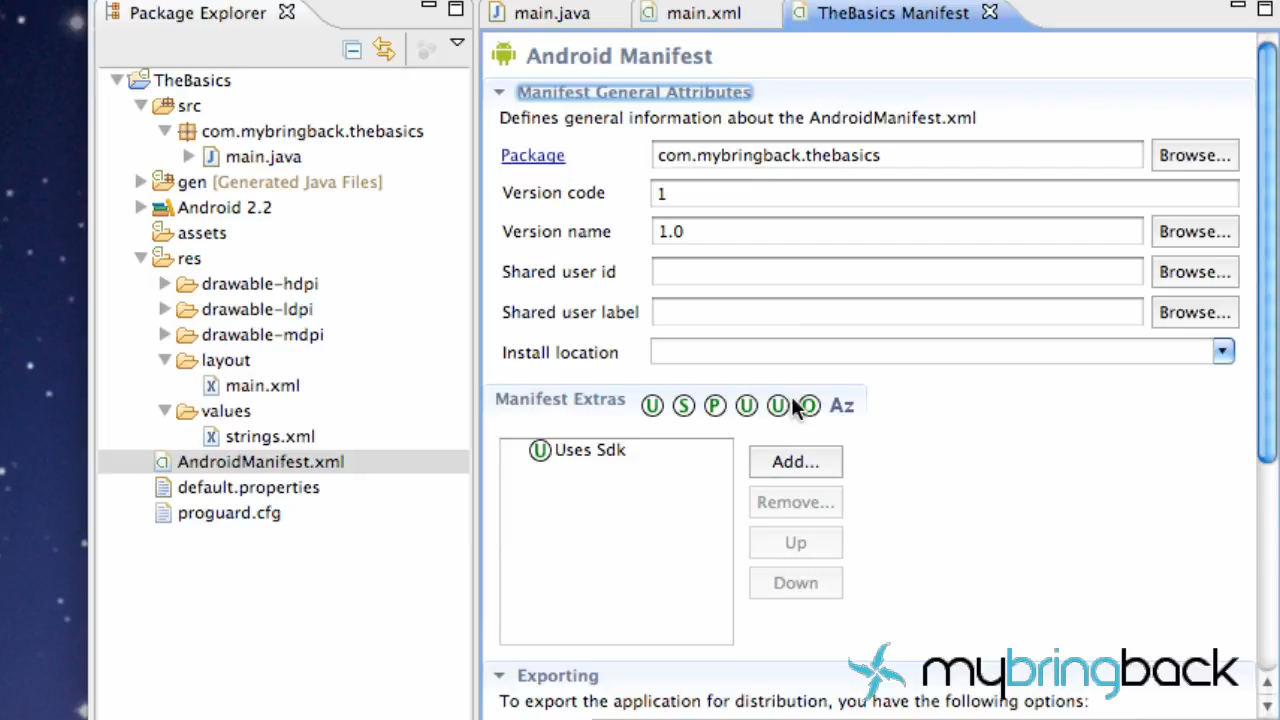 Package Explorer
main.java
main.xml
TheBasics Manifest
TheBasics
src
com.mybringback.thebasics
main.java
gen [Generated Java Files]
Android 2.2
assets
res
drawable-hdpi
drawable-ldpi
drawable-mdpi
layout
main.xml
values
strings.xml
AndroidManifest.xml
default.properties
proguard.cfg
Android Manifest
Manifest General Attributes
Defines general information about the AndroidManifest.xml
Package com.mybringback.thebasics Browse...
Version code 1
Version name 1.0 Browse...
Shared user id Browse...
Shared user label Browse...
Install location
Manifest Extras U S P U U O Az
U Uses Sdk
Add...
Remove...
Up
Down
mybringback
Exporting
To export the application for distribution, you have the following options: